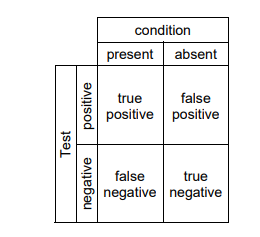 condition
present absent
Test
positive
true positive
false positive
negative
false negative
true negative